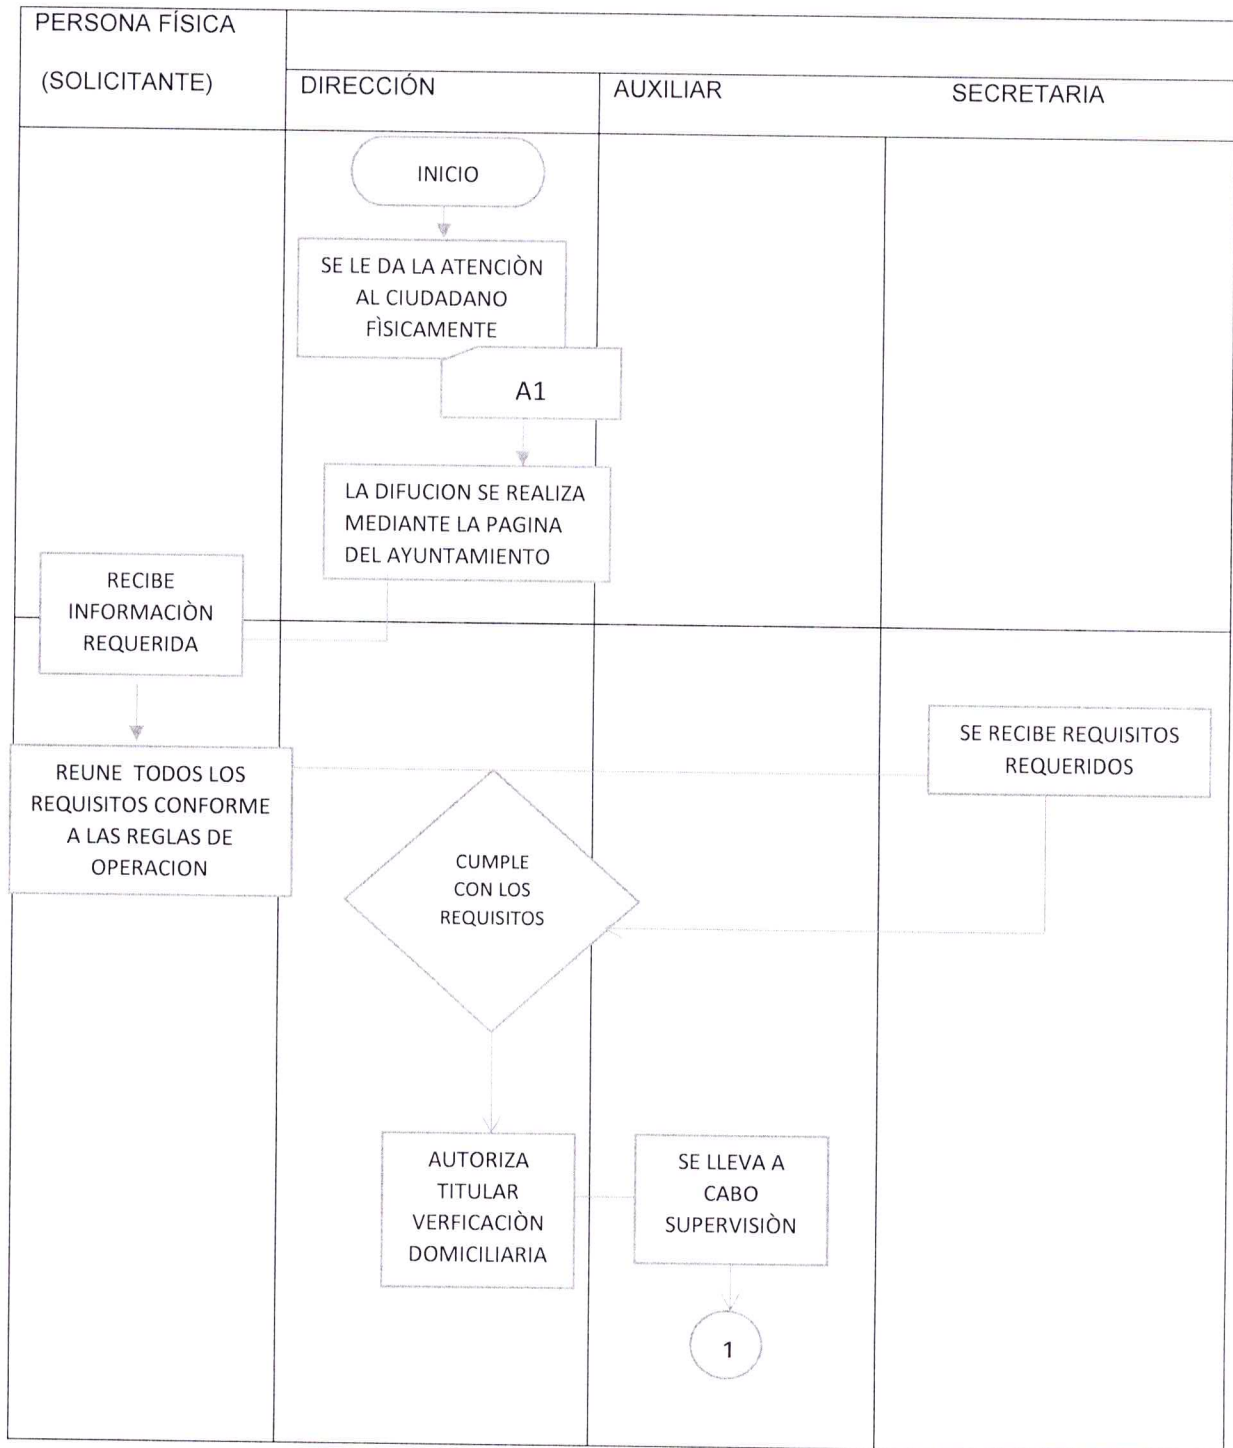 PERSONA FÍSICA
(SOLICITANTE)
DIRECCIÓN
AUXILIAR
SECRETARIA
INICIO
SE LE DA LA ATENCIÒN
AL CIUDADANO
FÌSICAMENTE
A1
LA DIFUCION SE REALIZA
MEDIANTE LA PAGINA
DEL AYUNTAMIENTO
RECIBE
INFORMACIÒN
REQUERIDA
REUNE TODOS LOS
REQUISITOS CONFORME
A LAS REGLAS DE
OPERACION
SE RECIBE REQUISITOS
REQUERIDOS
CUMPLE
CON LOS
REQUISITOS
AUTORIZA
TITULAR
VERFICACIÒN
DOMICILIARIA
SE LLEVA A
CABO
SUPERVISIÒN
1